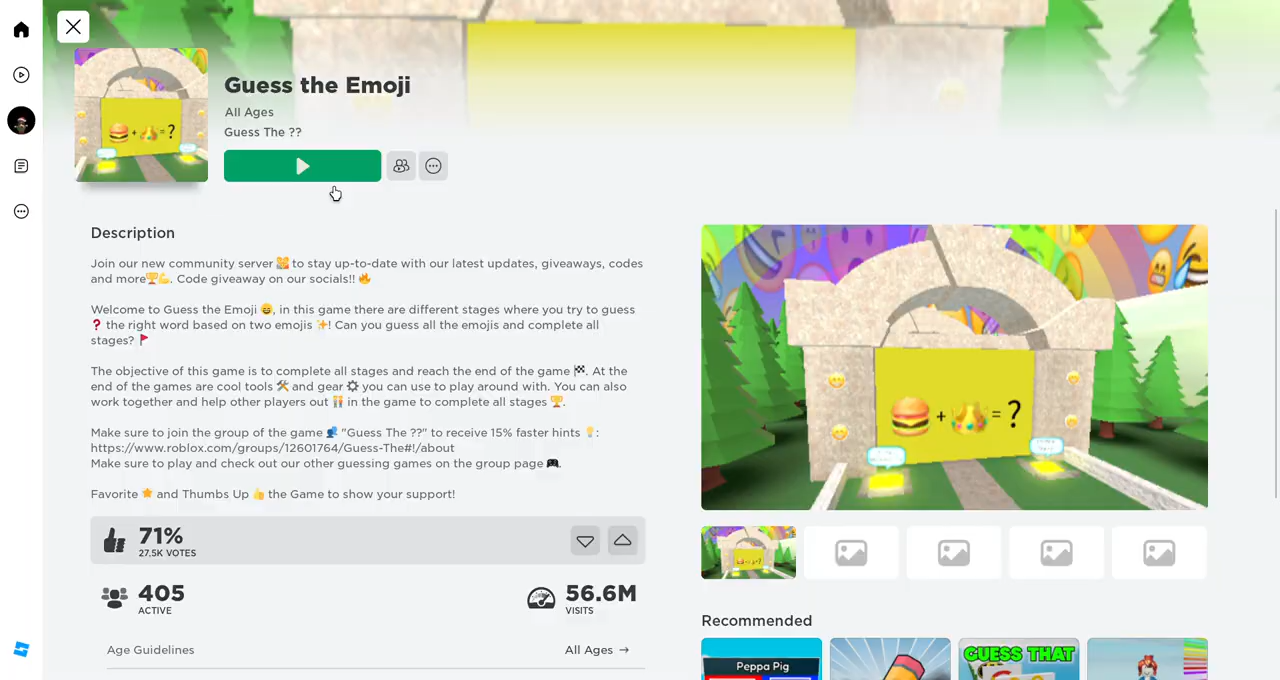 Guess the Emoji
All Ages
Guess The ??
Description
Join our new community server 😹 to stay up-to-date with our latest updates, giveaways, codes
and more🏆💪. Code giveaway on our socials!! 🔥
Welcome to Guess the Emoji 😄, in this game there are different stages where you try to guess
❓ the right word based on two emojis ✨! Can you guess all the emojis and complete all
stages? 🚩
The objective of this game is to complete all stages and reach the end of the game 🏁. At the
end of the games are cool tools 🛠 and gear ⚙ you can use to play around with. You can also
work together and help other players out 👫 in the game to complete all stages 🏆.
Make sure to join the group of the game 👥 "Guess The ??" to receive 15% faster hints 💡:
https://www.roblox.com/groups/12601764/Guess-The#!/about
Make sure to play and check out our other guessing games on the group page 🎮.
Favorite ⭐ and Thumbs Up 👍 the Game to show your support!
71%
27.5K VOTES
405
ACTIVE
56.6M
VISITS
Age Guidelines
All Ages →
🍔 + 👑 = ?
Recommended
Peppa Pig
GUESS THAT